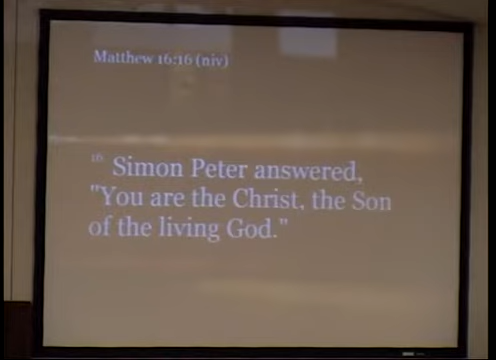 Matthew 16:16 (niv)
16 Simon Peter answered,
"You are the Christ, the Son
of the living God."